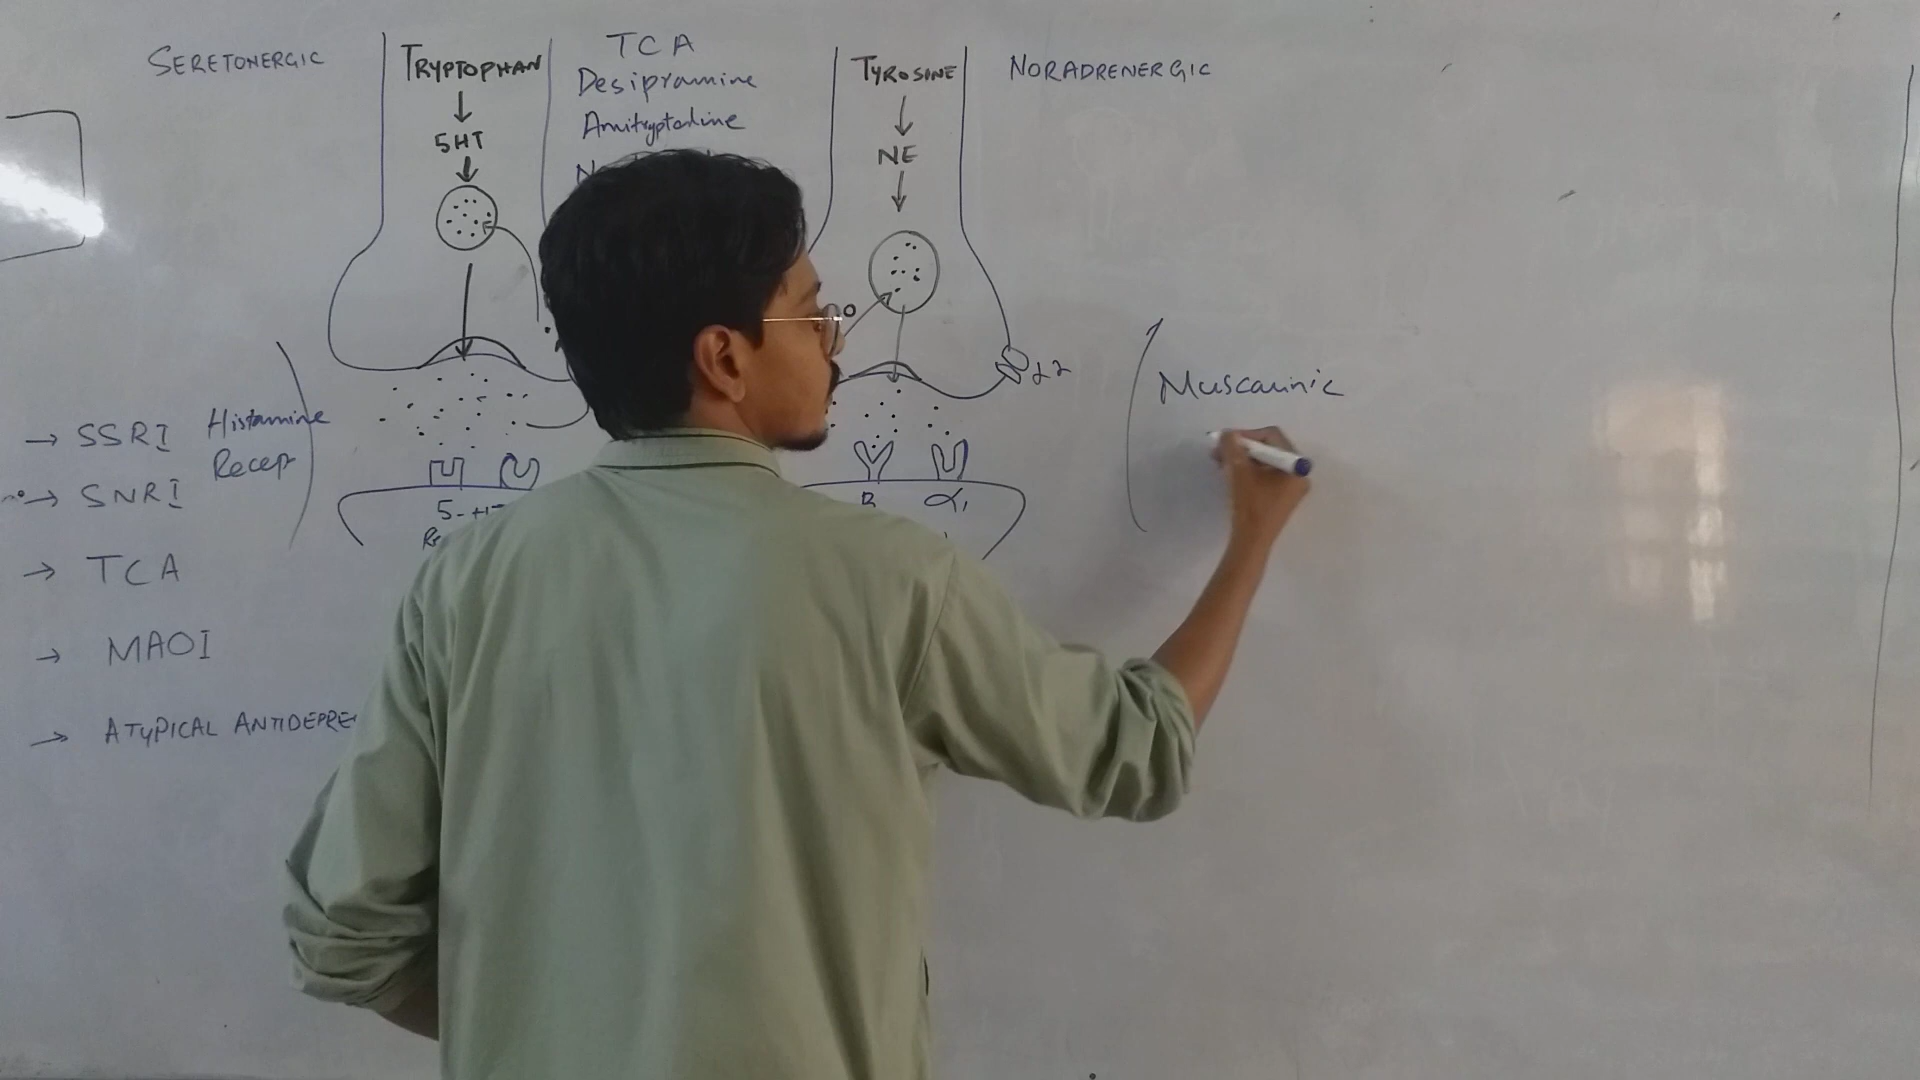 SERETONERGIC
TRYPTOPHAN
5HT
TCA
Desipramine
Amitryptaline
TYROSINE
NE
NORADRENERGIC
α2
α1
Muscarinic
Histamine
Recep
→ SSRI
→ SNRI
→ TCA
→ MAOI
→ ATYPICAL ANTIDEPRE